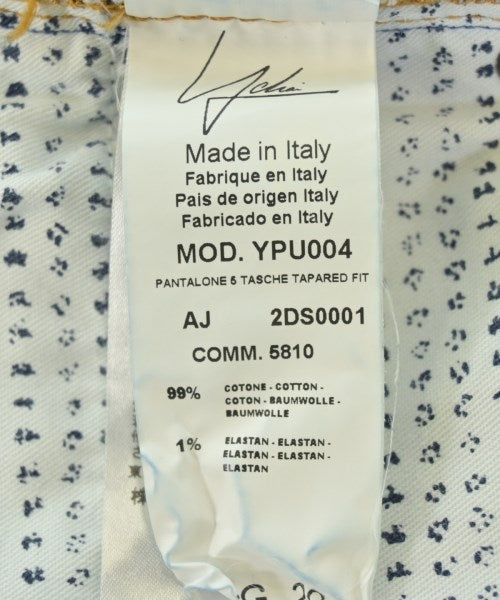 Made in Italy
Fabrique en Italy
Pais de origen Italy
Fabricado en Italy
MOD. YPU004
PANTALONE 5 TASCHE TAPARED FIT
AJ 2DS0001
COMM. 5810
99% COTONE - COTTON -
COTON - BAUMWOLLE -
BAUMWOLLE
1% ELASTAN - ELASTAN -
ELASTAN - ELASTAN -
ELASTAN